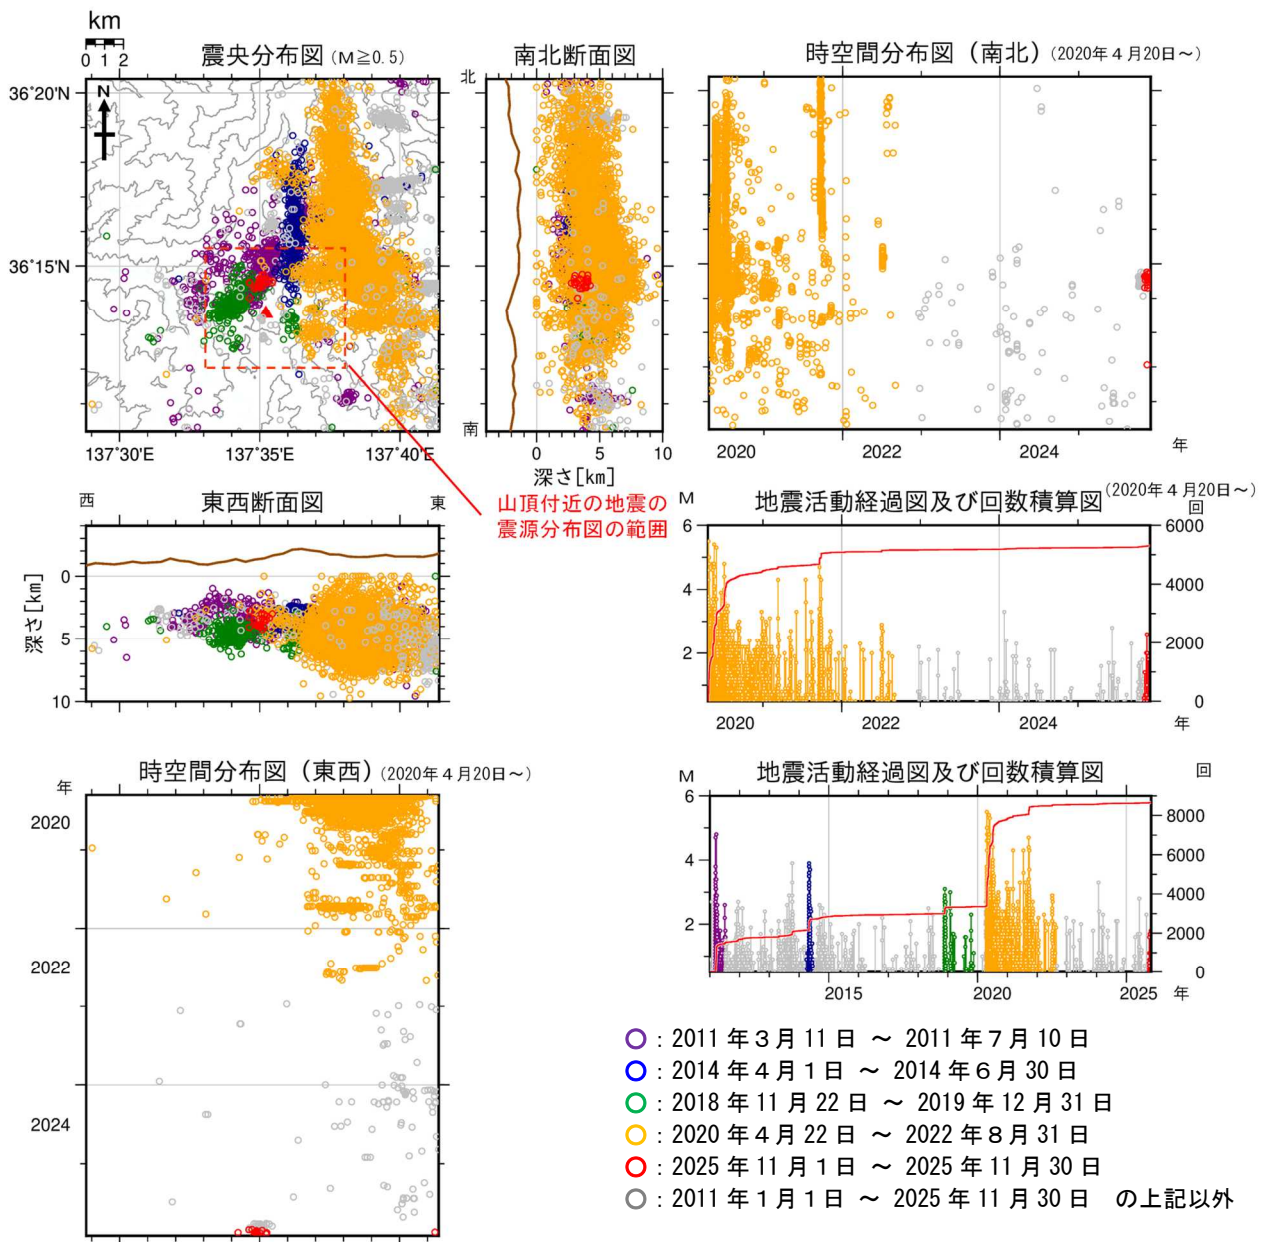 km
0 1 2
震央分布図 (M≧0.5)
36°20'N
36°15'N
N
137°30'E 137°35'E 137°40'E
南北断面図
北
南
0 5 10
深さ[km]
時空間分布図（南北）(2020年４月20日～)
2020 2022 2024 年
山頂付近の地震の
震源分布図の範囲
東西断面図
西 東
0
5
10
深さ[km]
地震活動経過図及び回数積算図 (2020年４月20日～)
M 回
6
4
2
6000
4000
2000
0
2020 2022 2024 年
時空間分布図（東西）(2020年４月20日～)
年
2020
2022
2024
地震活動経過図及び回数積算図
M 回
6
4
2
8000
6000
4000
2000
0
2015 2020 2025 年
：2011 年３月 11 日 ～ 2011 年７月 10 日
：2014 年４月１日 ～ 2014 年６月 30 日
：2018 年 11 月 22 日 ～ 2019 年 12 月 31 日
：2020 年４月 22 日 ～ 2022 年８月 31 日
：2025 年 11 月１日 ～ 2025 年 11 月 30 日
：2011 年１月１日 ～ 2025 年 11 月 30 日 の上記以外